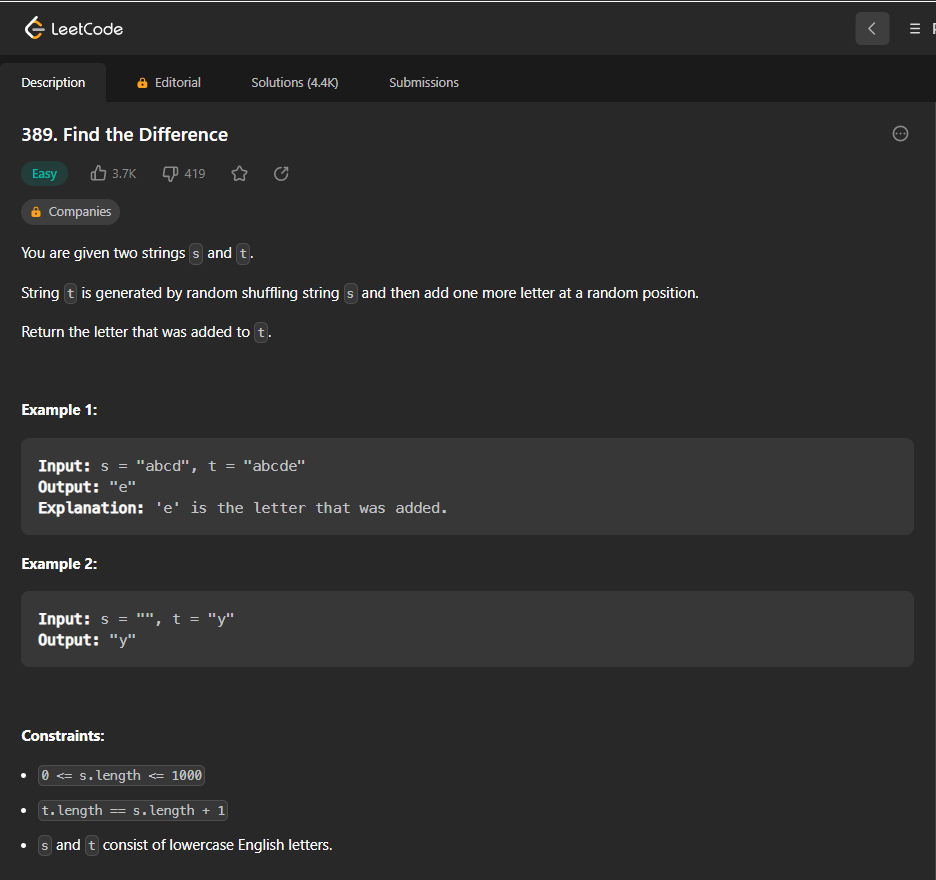 LeetCode
Description Editorial Solutions (4.4K) Submissions
389. Find the Difference
Easy 3.7K 419
Companies
You are given two strings s and t.
String t is generated by random shuffling string s and then add one more letter at a random position.
Return the letter that was added to t.
Example 1:
Input: s = "abcd", t = "abcde"
Output: "e"
Explanation: 'e' is the letter that was added.
Example 2:
Input: s = "", t = "y"
Output: "y"
Constraints:
• 0 <= s.length <= 1000
• t.length == s.length + 1
• s and t consist of lowercase English letters.